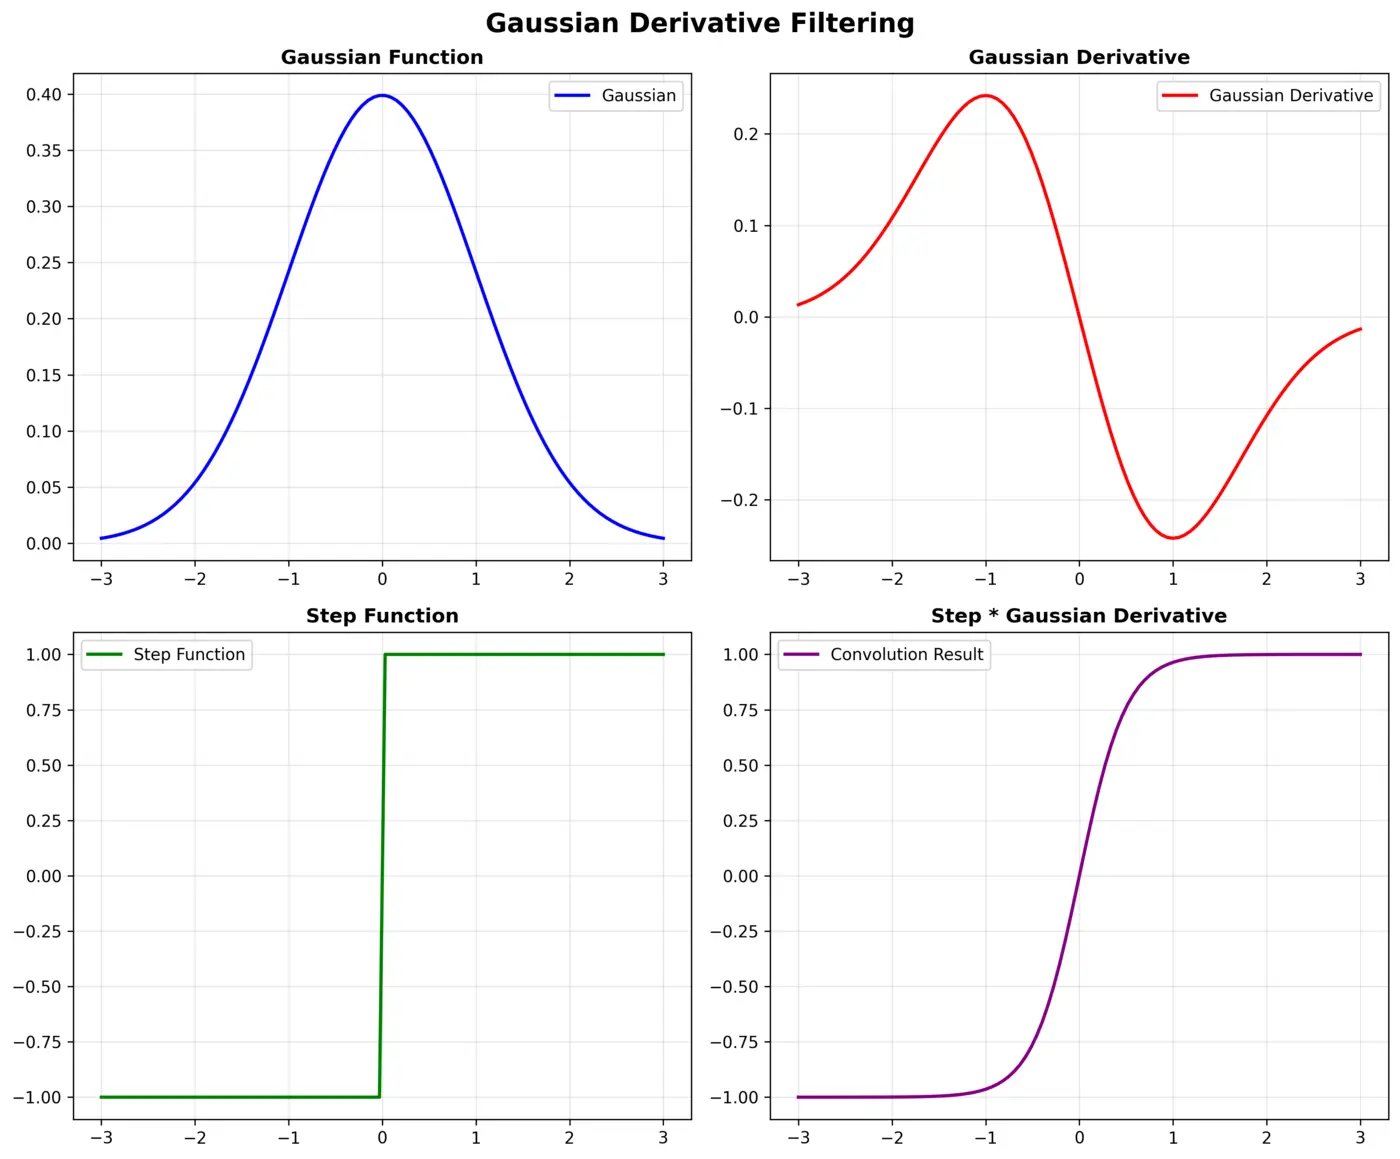 Gaussian Derivative Filtering
Gaussian Function
Gaussian
0.40
0.35
0.30
0.25
0.20
0.15
0.10
0.05
0.00
−3 −2 −1 0 1 2 3
Gaussian Derivative
Gaussian Derivative
0.2
0.1
0.0
−0.1
−0.2
−3 −2 −1 0 1 2 3
Step Function
Step Function
1.00
0.75
0.50
0.25
0.00
−0.25
−0.50
−0.75
−1.00
−3 −2 −1 0 1 2 3
Step * Gaussian Derivative
Convolution Result
1.00
0.75
0.50
0.25
0.00
−0.25
−0.50
−0.75
−1.00
−3 −2 −1 0 1 2 3